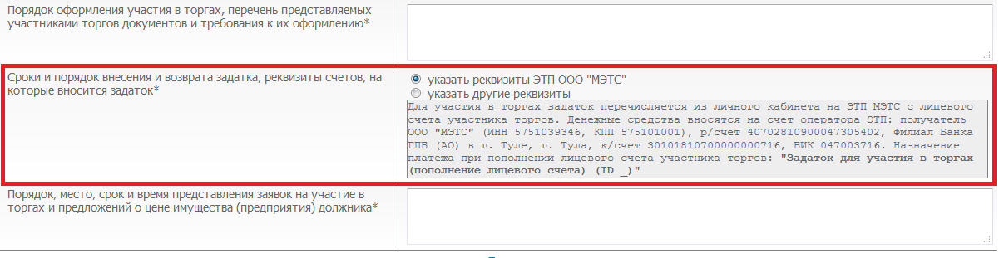 Порядок оформления участия в торгах, перечень представляемых
участниками торгов документов и требования к их оформлению*
Сроки и порядок внесения и возврата задатка, реквизиты счетов, на
которые вносится задаток*
указать реквизиты ЭТП ООО "МЭТС"
указать другие реквизиты
Для участия в торгах задаток перечисляется из личного кабинета на ЭТП МЭТС с лицевого
счета участника торгов. Денежные средства вносятся на счет оператора ЭТП: получатель
ООО "МЭТС" (ИНН 5751039346, КПП 575101001), р/счет 40702810900047305402, Филиал Банка
ГПБ (АО) в г. Туле, г. Тула, к/счет 30101810700000000716, БИК 047003716. Назначение
платежа при пополнении лицевого счета участника торгов: "Задаток для участия в торгах
(пополнение лицевого счета) (ID _)"
Порядок, место, срок и время представления заявок на участие в
торгах и предложений о цене имущества (предприятия) должника*